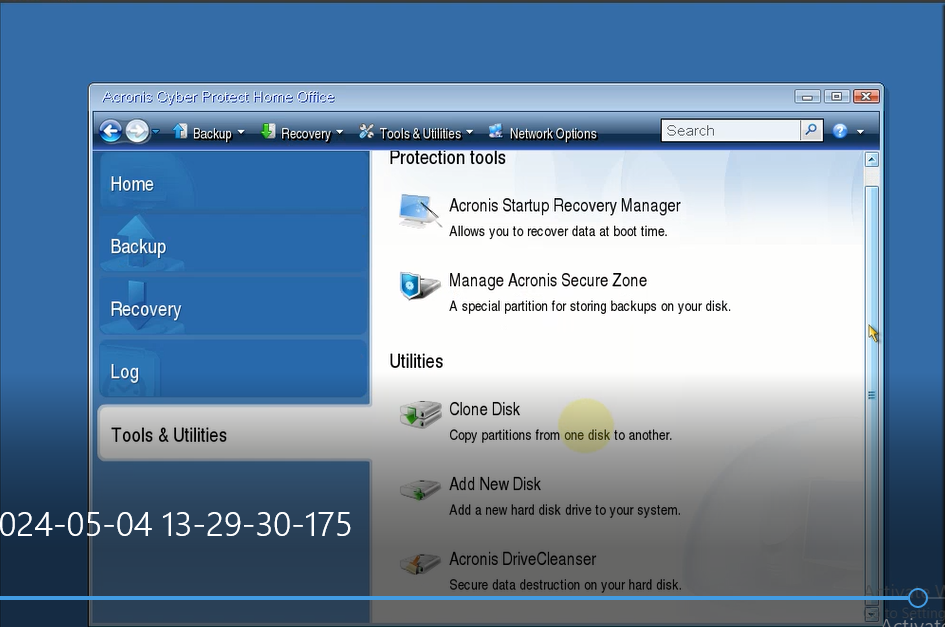 Acronis Cyber Protect Home Office
Backup Recovery Tools & Utilities Network Options Search
Protection tools
Home
Acronis Startup Recovery Manager
Allows you to recover data at boot time.
Backup
Manage Acronis Secure Zone
A special partition for storing backups on your disk.
Recovery
Utilities
Log
Clone Disk
Copy partitions from one disk to another.
Tools & Utilities
Add New Disk
Add a new hard disk drive to your system.
024-05-04 13-29-30-175
Acronis DriveCleanser
Secure data destruction on your hard disk.
Activate W
to Setting
Activate